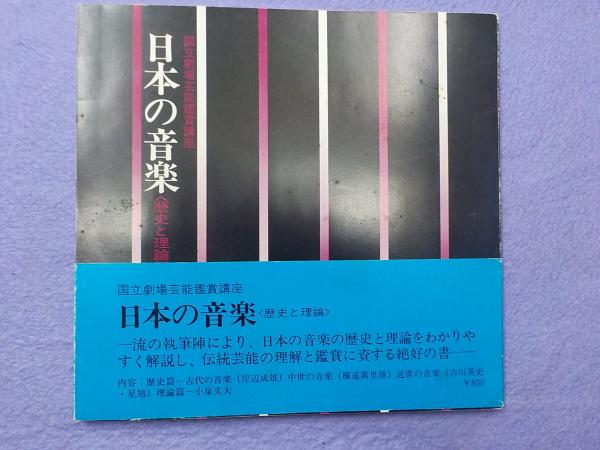 国立劇場芸能鑑賞講座
日本の音楽
〈歴史と理論
国立劇場芸能鑑賞講座
日本の音楽〈歴史と理論〉
一流の執筆陣により、日本の音楽の歴史と理論をわかりや
すく解説し、伝統芸能の理解と鑑賞に資する絶好の書――
内容：歴史篇－古代の音楽（岸辺成雄）中世の音楽（横道萬里雄）近世の音楽（吉川英史
・星旭）理論篇－小泉文夫
￥850